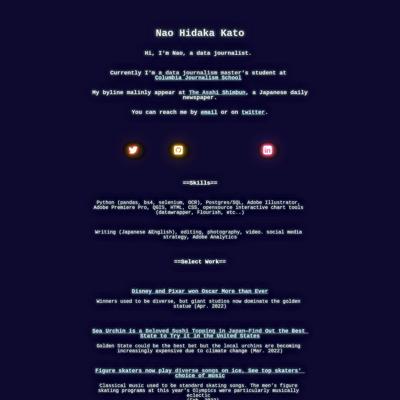 Nao Hidaka Kato
Hi, I'm Nao, a data journalist.
Currently I'm a data journalism master's student at
Columbia Journalism School
My byline malinly appear at The Asahi Shimbun, a Japanese daily
newspaper.
You can reach me by email or on twitter.
==Skills==
Python (pandas, bs4, selenium, OCR), Postgres/SQL, Adobe Illustrator,
Adobe Premiere Pro, QGIS, HTML, CSS, opensource interactive chart tools
(datawrapper, Flourish, etc..)
Writing (Japanese &English), editing, photography, video. social media
strategy, Adobe Analytics
==Select Work==
Disney and Pixar won Oscar More than Ever
Winners used to be diverse, but giant studios now dominate the golden
statue (Apr. 2022)
Sea Urchin is a Beloved Sushi Topping in Japan—Find Out the Best
State to Try it in the United States
Golden State could be the best bet but the local urchins are becoming
increasingly expensive due to climate change (Mar. 2022)
Figure skaters now play diverse songs on ice. See top skaters'
choice of music
Classical music used to be standard skating songs. The men's figure
skating programs at this year's Olympics were particularly musically
eclectic
(Feb. 2022)